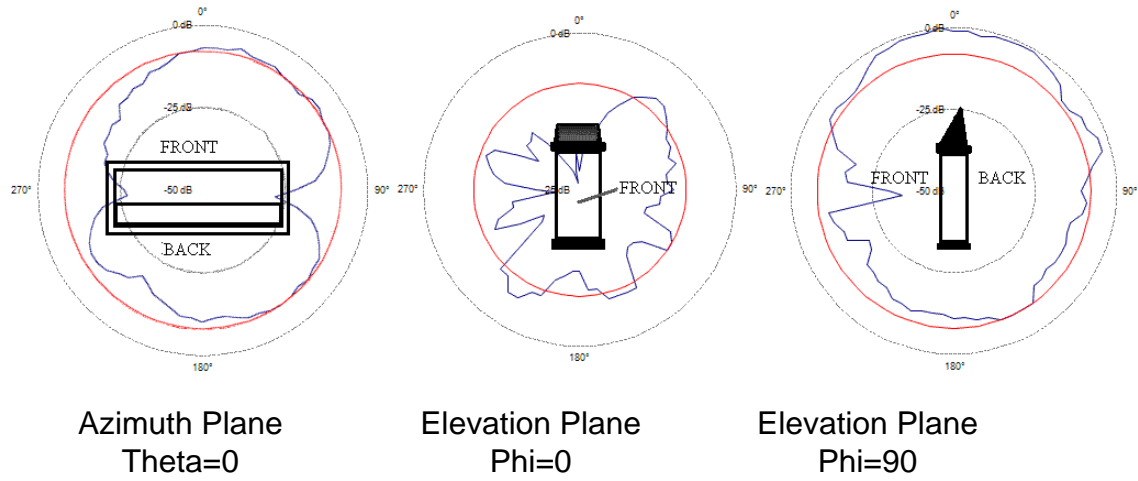 0°
0 dB
-25 dB
FRONT
270°
-50 dB
90°
BACK
180°
0°
0 dB
270°
25 dB
FRONT
90°
180°
0°
0 dB
-25 dB
270°
FRONT
-50 dB
BACK
90°
180°
Azimuth Plane
Theta=0
Elevation Plane
Phi=0
Elevation Plane
Phi=90